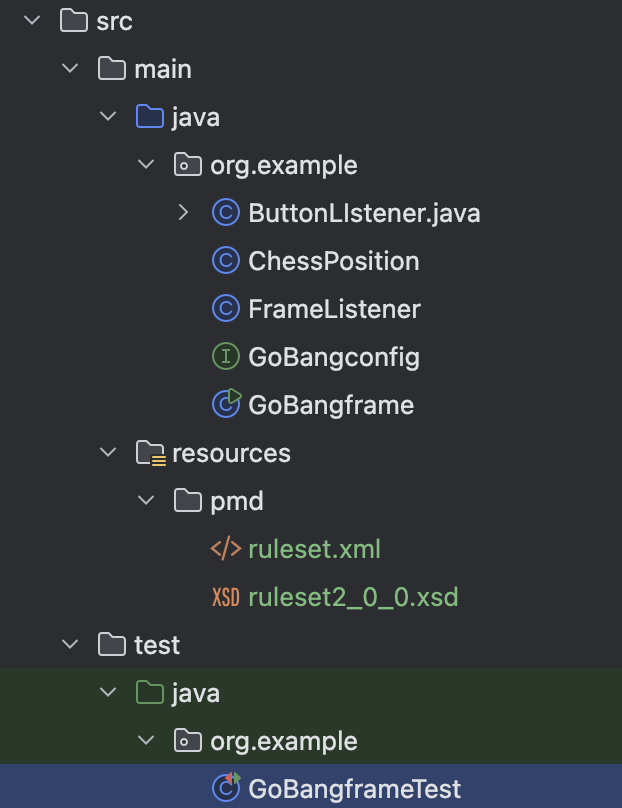 src
main
java
org.example
ButtonLIstener.java
ChessPosition
FrameListener
GoBangconfig
GoBangframe
resources
pmd
ruleset.xml
XSD ruleset2_0_0.xsd
test
java
org.example
GoBangframeTest